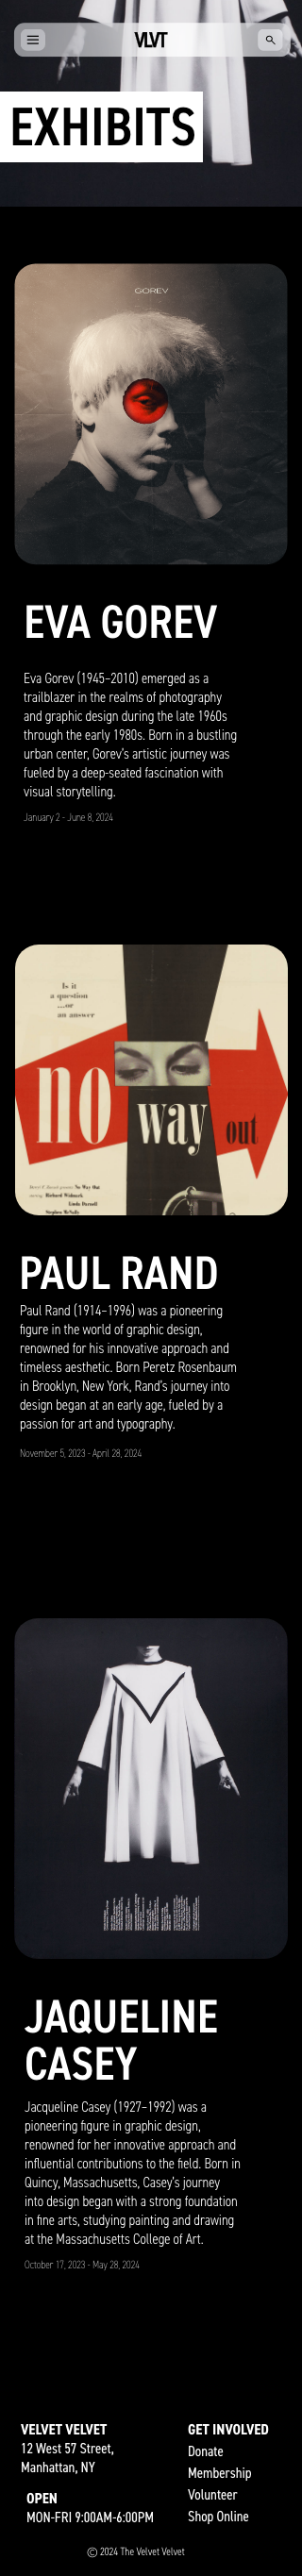 VLVT
EXHIBITS
GOREV
EVA GOREV
Eva Gorev (1945–2010) emerged as a
trailblazer in the realms of photography
and graphic design during the late 1960s
through the early 1980s. Born in a bustling
urban center, Gorev's artistic journey was
fueled by a deep-seated fascination with
visual storytelling.
January 2 - June 8, 2024
Is it
a question
...or
an answer
no way out
Richard Widmark
Linda Darnell
Stephen McNally
PAUL RAND
Paul Rand (1914–1996) was a pioneering
figure in the world of graphic design,
renowned for his innovative approach and
timeless aesthetic. Born Peretz Rosenbaum
in Brooklyn, New York, Rand's journey into
design began at an early age, fueled by a
passion for art and typography.
November 5, 2023 - April 28, 2024
JAQUELINE
CASEY
Jacqueline Casey (1927–1992) was a
pioneering figure in graphic design,
renowned for her innovative approach and
influential contributions to the field. Born in
Quincy, Massachusetts, Casey's journey
into design began with a strong foundation
in fine arts, studying painting and drawing
at the Massachusetts College of Art.
October 17, 2023 - May 28, 2024
VELVET VELVET
12 West 57 Street,
Manhattan, NY
OPEN
MON-FRI 9:00AM-6:00PM
GET INVOLVED
Donate
Membership
Volunteer
Shop Online
© 2024 The Velvet Velvet